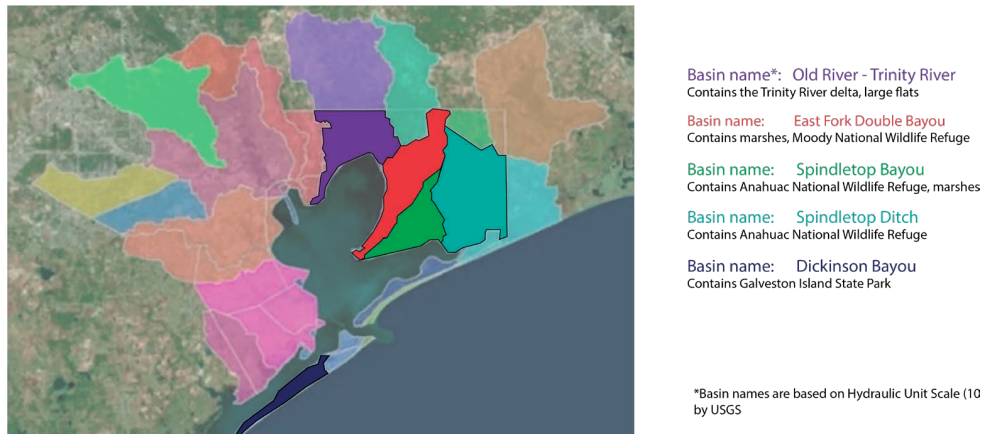 Basin name*: Old River - Trinity River
Contains the Trinity River delta, large flats
Basin name: East Fork Double Bayou
Contains marshes, Moody National Wildlife Refuge
Basin name: Spindletop Bayou
Contains Anahuac National Wildlife Refuge, marshes
Basin name: Spindletop Ditch
Contains Anahuac National Wildlife Refuge
Basin name: Dickinson Bayou
Contains Galveston Island State Park
*Basin names are based on Hydraulic Unit Scale (10
by USGS